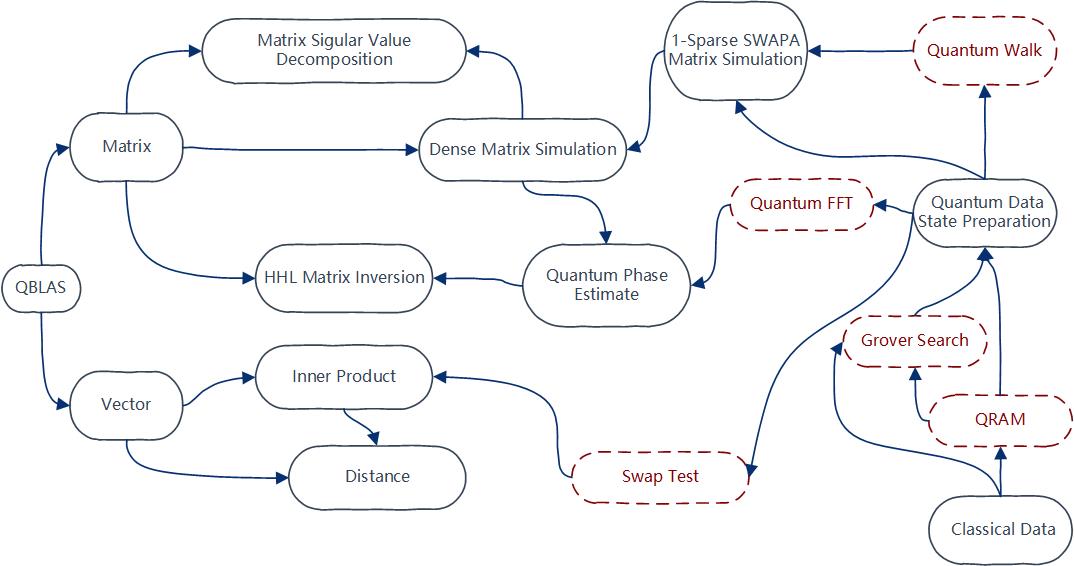 Matrix Sigular Value
Decomposition
1-Sparse SWAPA
Matrix Simulation
Quantum Walk
Matrix
Dense Matrix Simulation
Quantum FFT
Quantum Data
State Preparation
QBLAS
HHL Matrix Inversion
Quantum Phase
Estimate
Grover Search
Vector
Inner Product
QRAM
Distance
Swap Test
Classical Data